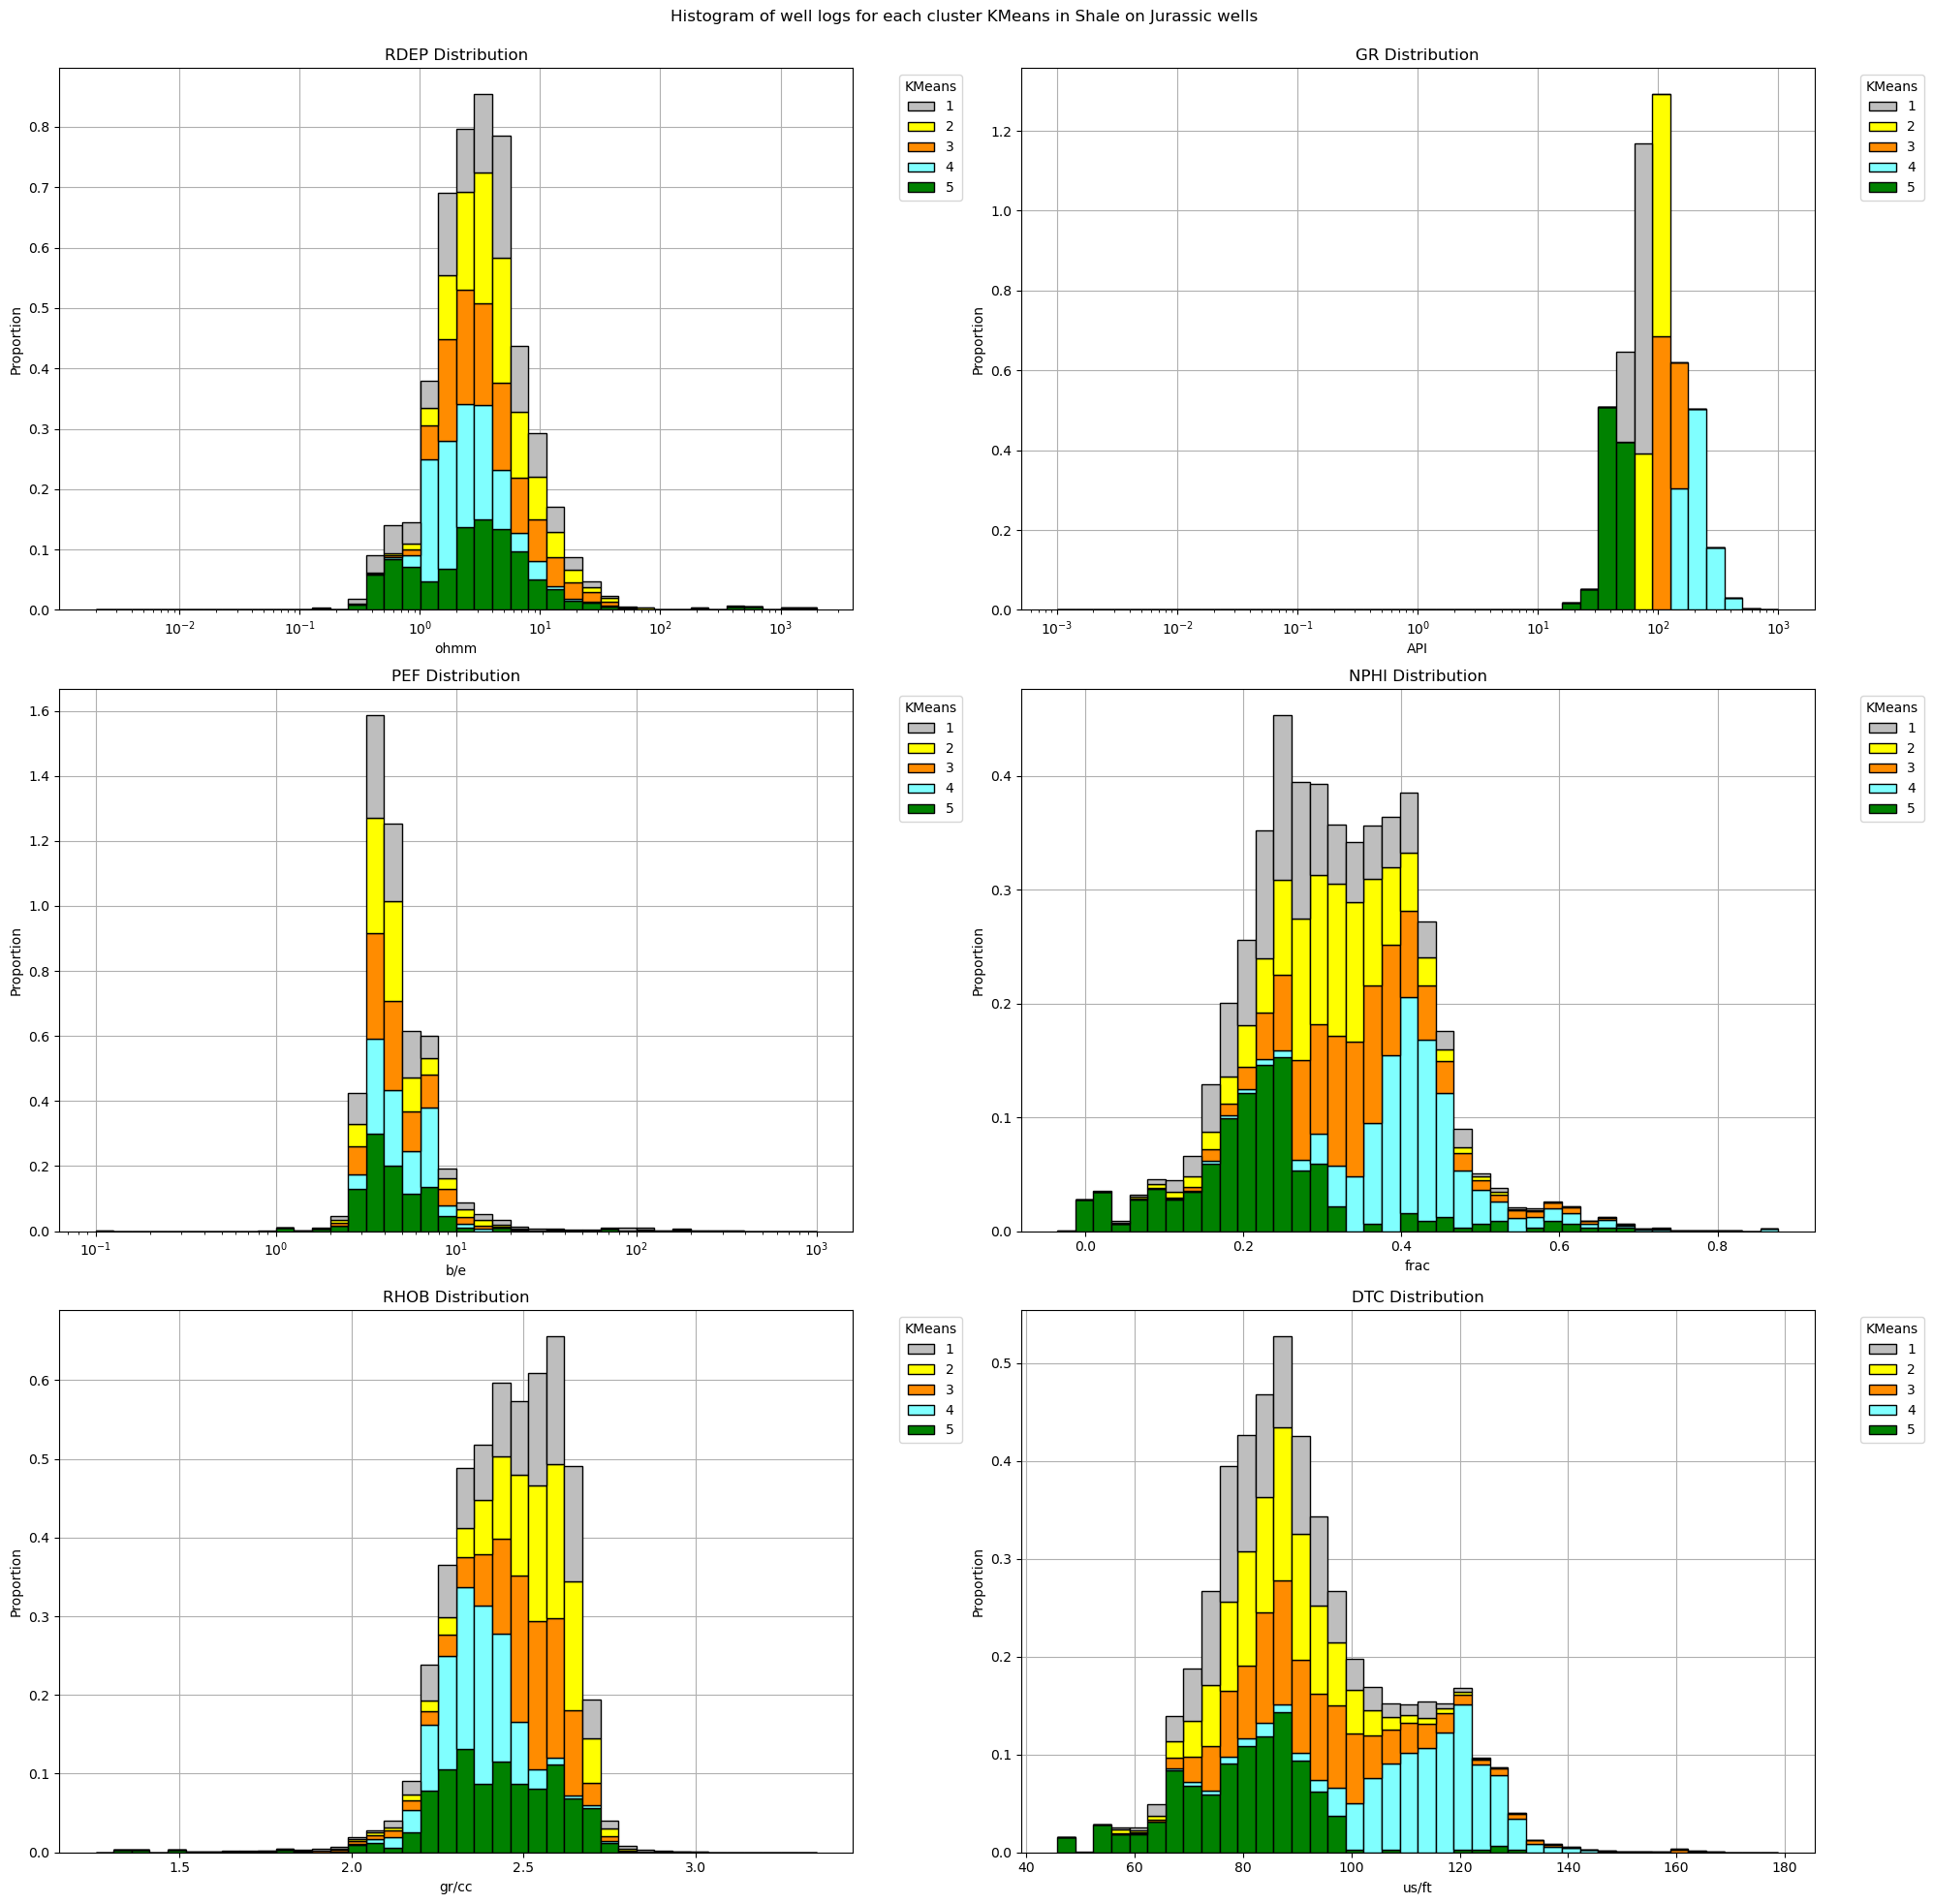 Histogram of well logs for each cluster KMeans in Shale on Jurassic wells
RDEP Distribution
Proportion
0.8
0.7
0.6
0.5
0.4
0.3
0.2
0.1
0.0
10⁻² 10⁻¹ 10⁰ 10¹ 10² 10³
ohmm
KMeans
1
2
3
4
5
GR Distribution
Proportion
1.2
1.0
0.8
0.6
0.4
0.2
0.0
10⁻³ 10⁻² 10⁻¹ 10⁰ 10¹ 10² 10³
API
KMeans
1
2
3
4
5
PEF Distribution
Proportion
1.6
1.4
1.2
1.0
0.8
0.6
0.4
0.2
0.0
10⁻¹ 10⁰ 10¹ 10² 10³
b/e
KMeans
1
2
3
4
5
NPHI Distribution
Proportion
0.4
0.3
0.2
0.1
0.0
0.0 0.2 0.4 0.6 0.8
frac
KMeans
1
2
3
4
5
RHOB Distribution
Proportion
0.6
0.5
0.4
0.3
0.2
0.1
0.0
1.5 2.0 2.5 3.0
gr/cc
KMeans
1
2
3
4
5
DTC Distribution
Proportion
0.5
0.4
0.3
0.2
0.1
0.0
40 60 80 100 120 140 160 180
us/ft
KMeans
1
2
3
4
5